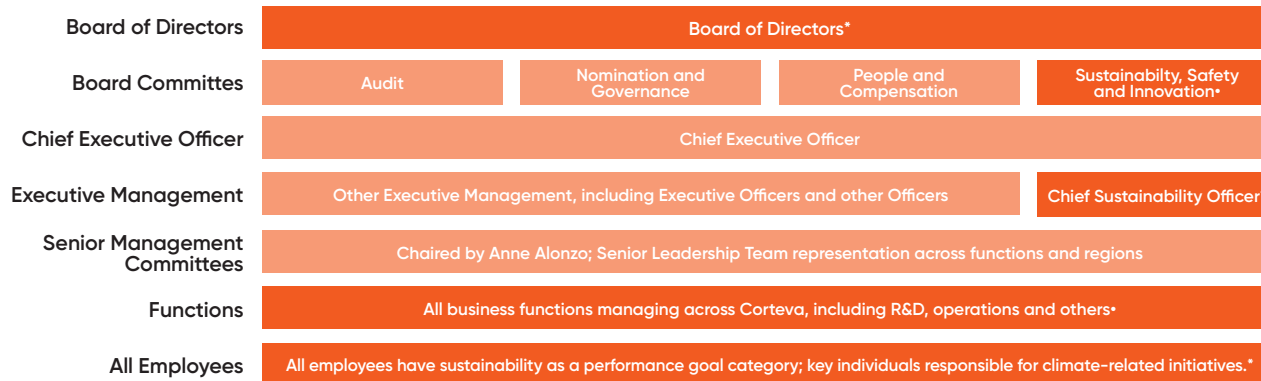 Board of Directors
Board of Directors*
Board Committes
Audit
Nomination and
Governance
People and
Compensation
Sustainabilty, Safety
and Innovation•
Chief Executive Officer
Chief Executive Officer
Executive Management
Other Executive Management, including Executive Officers and other Officers
Chief Sustainability Officer
Senior Management
Committees
Chaired by Anne Alonzo; Senior Leadership Team representation across functions and regions
Functions
All business functions managing across Corteva, including R&D, operations and others•
All Employees
All employees have sustainability as a performance goal category; key individuals responsible for climate-related initiatives.*